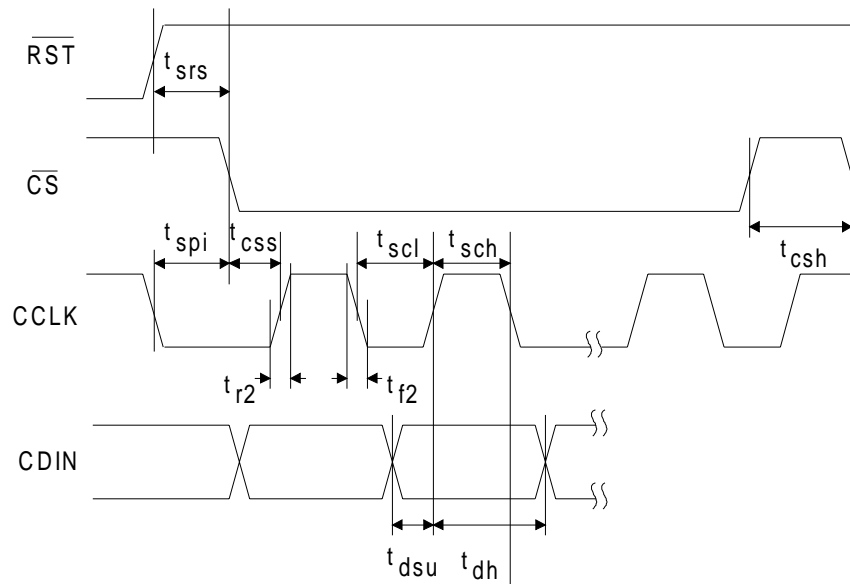 RST
t srs
CS
t spi
t css
t scl
t sch
t csh
CCLK
t r2
t f2
CDIN
t dsu
t dh